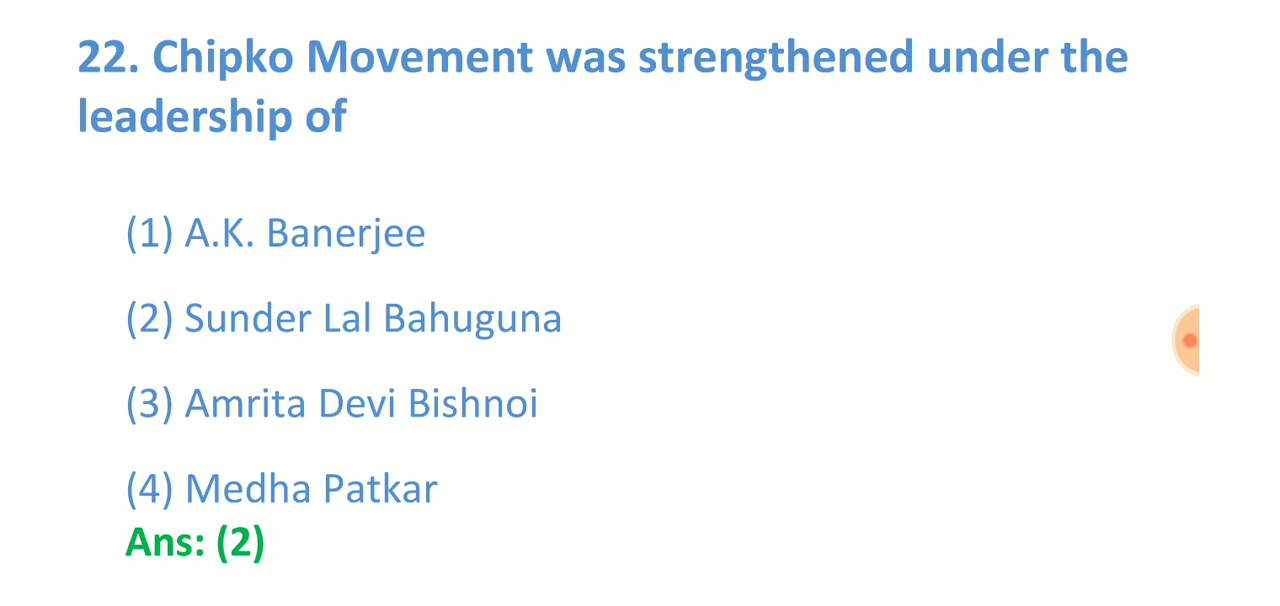 22. Chipko Movement was strengthened under the
leadership of
(1) A.K. Banerjee
(2) Sunder Lal Bahuguna
(3) Amrita Devi Bishnoi
(4) Medha Patkar
Ans: (2)